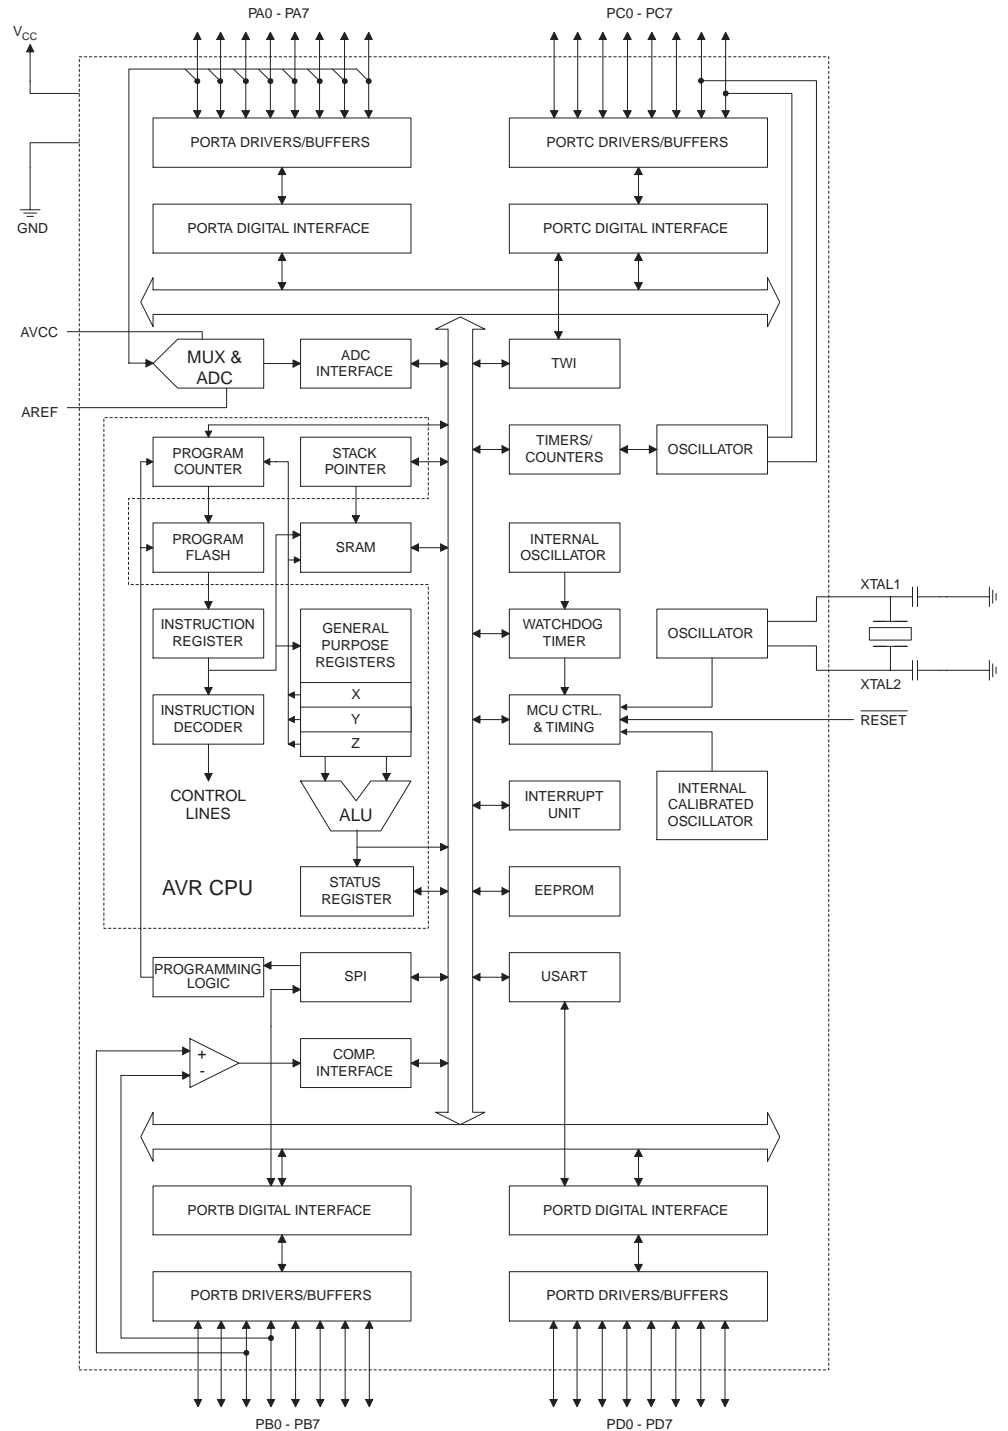 PA0 - PA7
PC0 - PC7
VCC
PORTA DRIVERS/BUFFERS
PORTC DRIVERS/BUFFERS
PORTA DIGITAL INTERFACE
PORTC DIGITAL INTERFACE
GND
AVCC
MUX &
ADC
ADC
INTERFACE
TWI
AREF
PROGRAM
COUNTER
STACK
POINTER
TIMERS/
COUNTERS
OSCILLATOR
PROGRAM
FLASH
SRAM
INTERNAL
OSCILLATOR
XTAL1
INSTRUCTION
REGISTER
GENERAL
PURPOSE
REGISTERS
WATCHDOG
TIMER
OSCILLATOR
XTAL2
X
Y
Z
INSTRUCTION
DECODER
MCU CTRL.
& TIMING
RESET
CONTROL
LINES
ALU
INTERRUPT
UNIT
INTERNAL
CALIBRATED
OSCILLATOR
AVR CPU
STATUS
REGISTER
EEPROM
PROGRAMMING
LOGIC
SPI
USART
+
-
COMP.
INTERFACE
PORTB DIGITAL INTERFACE
PORTD DIGITAL INTERFACE
PORTB DRIVERS/BUFFERS
PORTD DRIVERS/BUFFERS
PB0 - PB7
PD0 - PD7